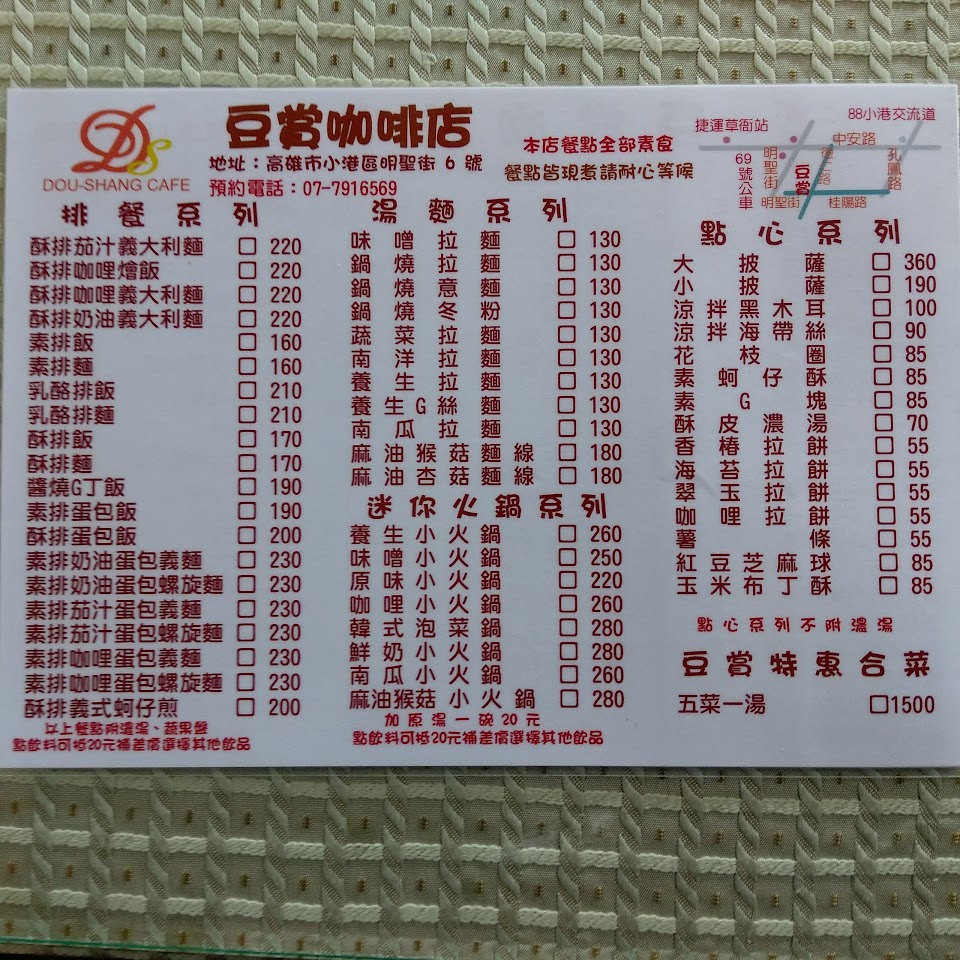 DS
DOU-SHANG CAFE
豆賞咖啡店
地址：高雄市小港區明聖街 6 號
預約電話：07-7916569
本店餐點全部素食
餐點皆現煮請耐心等候
88小港交流道
捷運草衙站
中安路
69號公車
明聖街
豆賞
孔鳳路
明聖街
桂陽路
排餐系列
酥排茄汁義大利麵 □ 220
酥排咖哩燴飯 □ 220
酥排咖哩義大利麵 □ 220
酥排奶油義大利麵 □ 220
素排飯 □ 160
素排麵 □ 160
乳酪排飯 □ 210
乳酪排麵 □ 210
酥排飯 □ 170
酥排麵 □ 170
醬燒G丁飯 □ 190
素排蛋包飯 □ 190
酥排蛋包飯 □ 200
素排奶油蛋包義麵 □ 230
素排奶油蛋包螺旋麵 □ 230
素排茄汁蛋包義麵 □ 230
素排茄汁蛋包螺旋麵 □ 230
素排咖哩蛋包義麵 □ 230
素排咖哩蛋包螺旋麵 □ 230
酥排義式蚵仔煎 □ 200
以上餐點附濃湯、蔬果盤
點飲料可抵20元補差價選擇其他飲品
湯麵系列
味噌拉麵 □ 130
鍋燒拉麵 □ 130
鍋燒意麵 □ 130
鍋燒冬粉 □ 130
蔬菜拉麵 □ 130
南洋拉麵 □ 130
養生拉麵 □ 130
養生G絲麵 □ 130
南瓜拉麵 □ 130
麻油猴菇麵線 □ 180
麻油杏菇麵線 □ 180
迷你火鍋系列
養生小火鍋 □ 260
味噌小火鍋 □ 250
原味小火鍋 □ 220
咖哩小火鍋 □ 260
韓式泡菜鍋 □ 280
鮮奶小火鍋 □ 280
南瓜小火鍋 □ 260
麻油猴菇小火鍋 □ 280
加原湯一碗20元
點飲料可抵20元補差價選擇其他飲品
點心系列
大披薩 □ 360
小披薩 □ 190
涼拌黑木耳 □ 100
涼拌海帶絲 □ 90
花枝圈 □ 85
素蚵仔酥 □ 85
素G塊 □ 85
酥皮濃湯 □ 70
香椿拉餅 □ 55
海苔拉餅 □ 55
翠玉拉餅 □ 55
咖哩拉餅 □ 55
薯條 □ 55
紅豆芝麻球 □ 85
玉米布丁酥 □ 85
點心系列不附濃湯
豆賞特惠合菜
五菜一湯 □1500